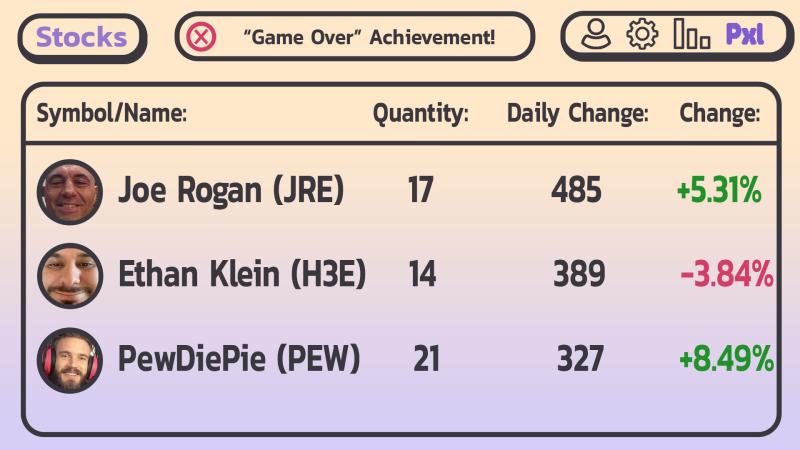 Stocks
“Game Over” Achievement!
Pxl
Symbol/Name: Quantity: Daily Change: Change:
Joe Rogan (JRE) 17 485 +5.31%
Ethan Klein (H3E) 14 389 -3.84%
PewDiePie (PEW) 21 327 +8.49%